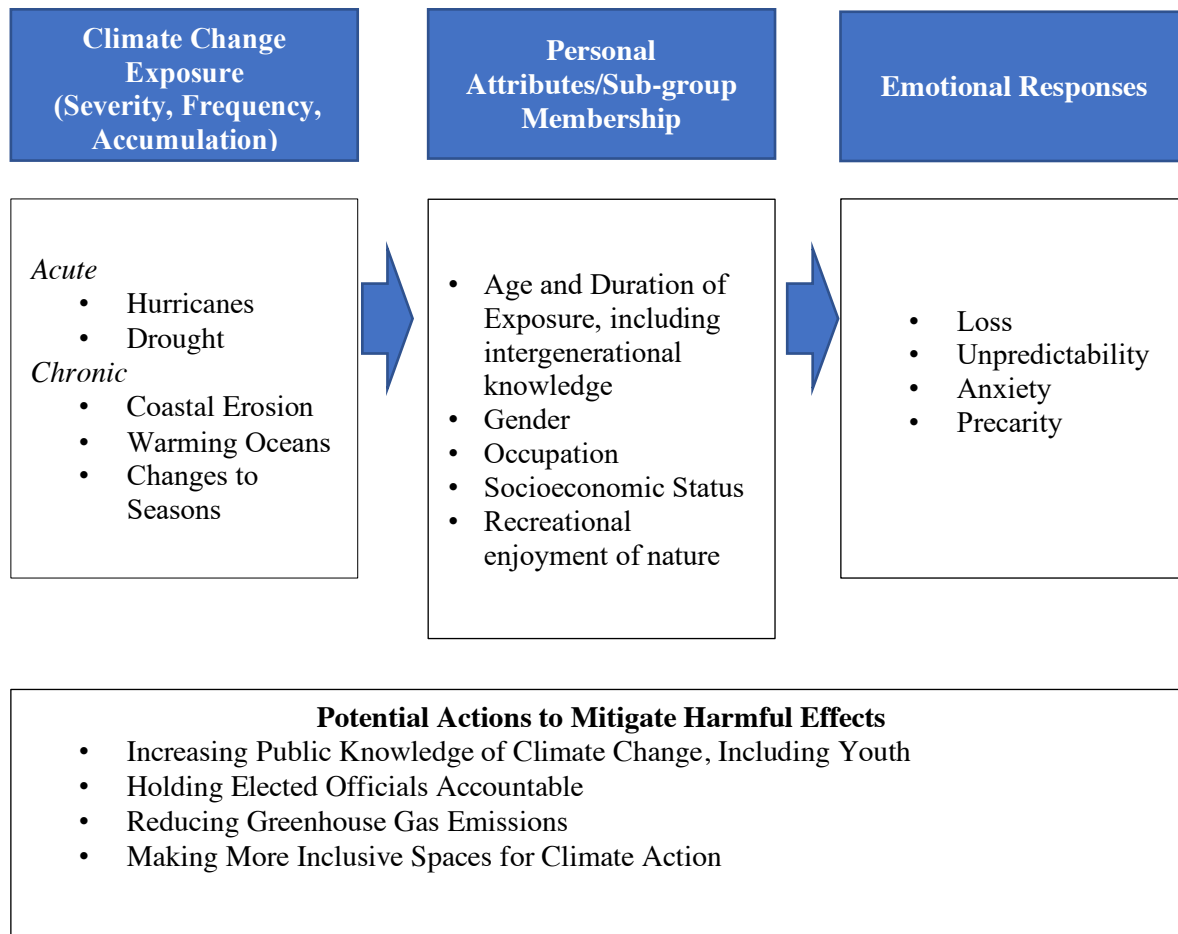 Climate Change
Exposure
(Severity, Frequency,
Accumulation)
Personal
Attributes/Sub-group
Membership
Emotional Responses
Acute
• Hurricanes
• Drought
Chronic
• Coastal Erosion
• Warming Oceans
• Changes to
Seasons
• Age and Duration of
Exposure, including
intergenerational
knowledge
• Gender
• Occupation
• Socioeconomic Status
• Recreational
enjoyment of nature
• Loss
• Unpredictability
• Anxiety
• Precarity
Potential Actions to Mitigate Harmful Effects
• Increasing Public Knowledge of Climate Change, Including Youth
• Holding Elected Officials Accountable
• Reducing Greenhouse Gas Emissions
• Making More Inclusive Spaces for Climate Action